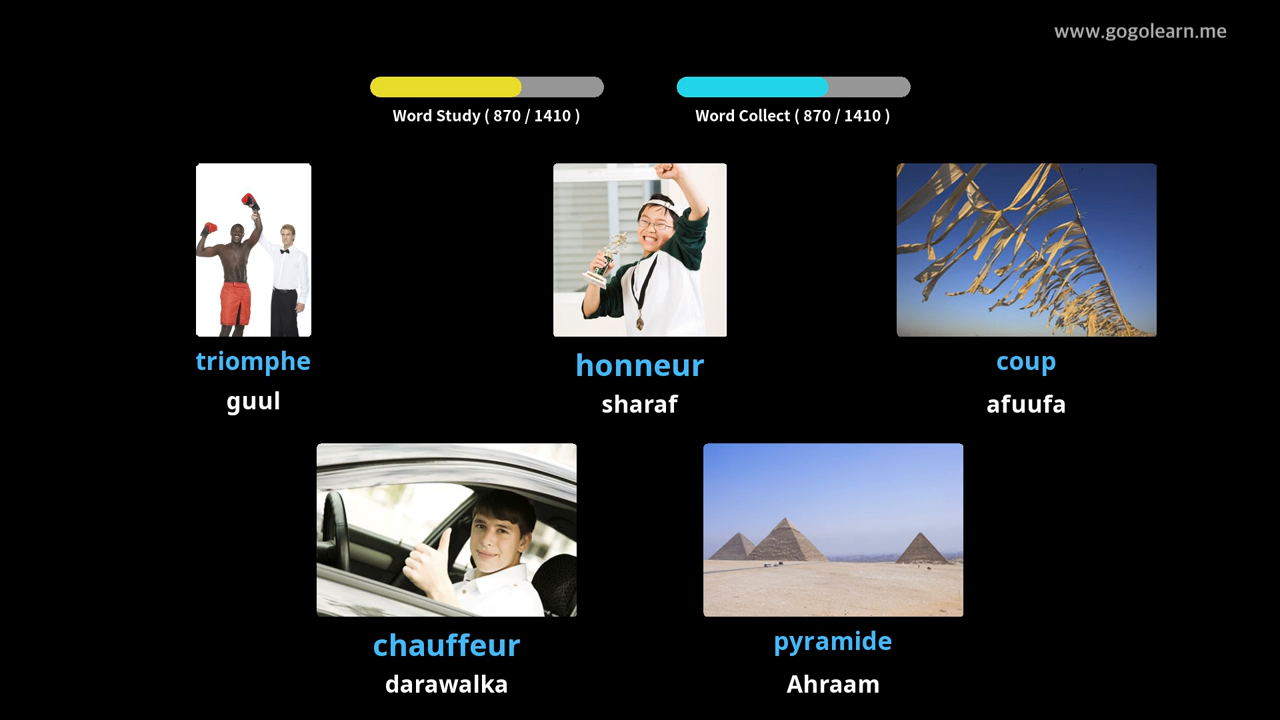 www.gogolearn.me
Word Study ( 870 / 1410 )
Word Collect ( 870 / 1410 )
triomphe
guul
honneur
sharaf
coup
afuufa
chauffeur
darawalka
pyramide
Ahraam